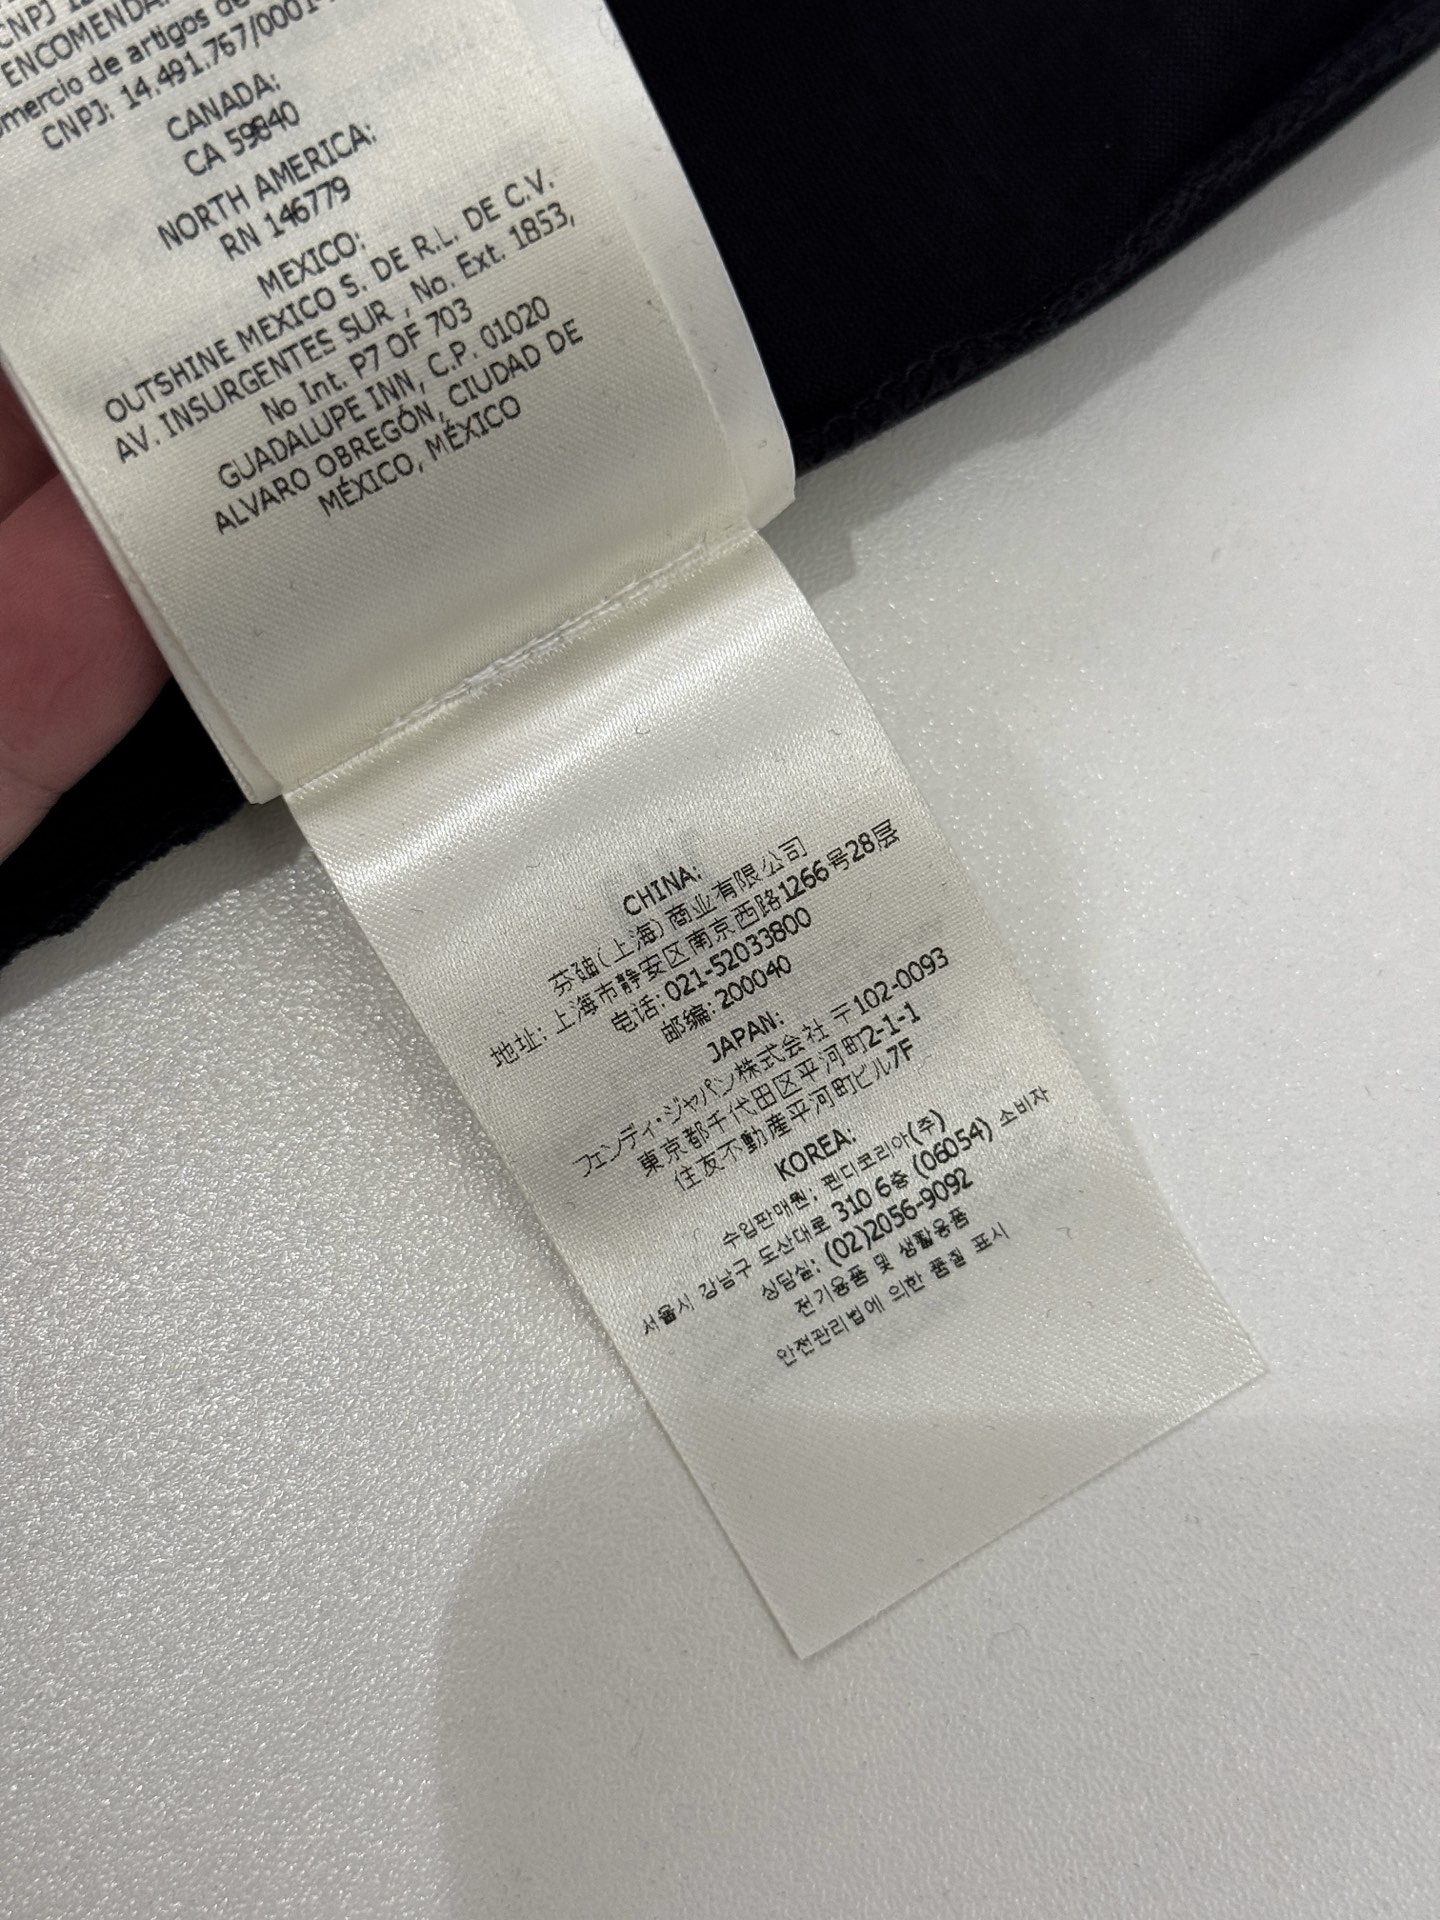 CNPJ
ENCOMENDA
comercio de artigos de
CNPJ: 14.491.767/0001-
CANADA:
CA 59840
NORTH AMERICA:
RN 146779
MEXICO:
OUTSHINE MEXICO S. DE R.L. DE C.V.
AV. INSURGENTES SUR , No. Ext. 1853,
No Int. P7 OF 703
GUADALUPE INN, C.P. 01020
ALVARO OBREGÓN, CIUDAD DE
MÉXICO, MÉXICO
CHINA:
芬迪(上海)商业有限公司
地址: 上海市静安区南京西路1266号28层
电话: 021-52033800
邮编: 200040
JAPAN:
フェンディ・ジャパン株式会社 〒102-0093
東京都千代田区平河町2-1-1
住友不動産平河町ビル7F
KOREA:
수입판매원: 펜디코리아(주)
서울시 강남구 도산대로 310 6층 (06054) 소비자
상담실: (02)2056-9092
전기용품 및 생활용품
안전관리법에 의한 품질 표시